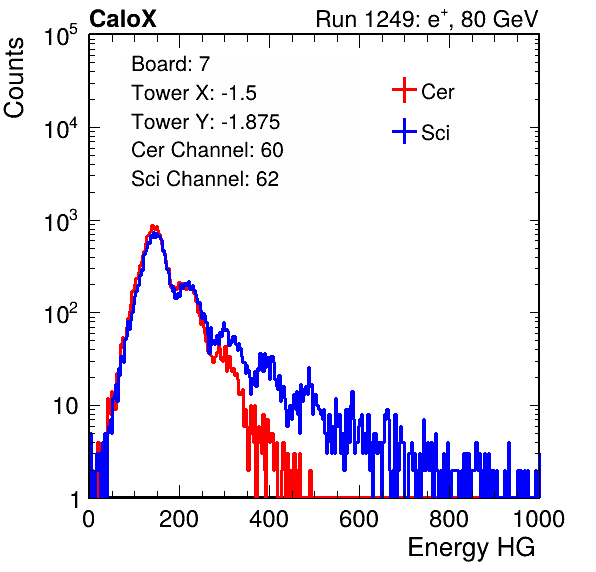 CaloX Run 1249: e⁺, 80 GeV
Counts
Board: 7
Tower X: -1.5
Tower Y: -1.875
Cer Channel: 60
Sci Channel: 62
Cer
Sci
10⁵
10⁴
10³
10²
10
1
0 200 400 600 800 1000
Energy HG